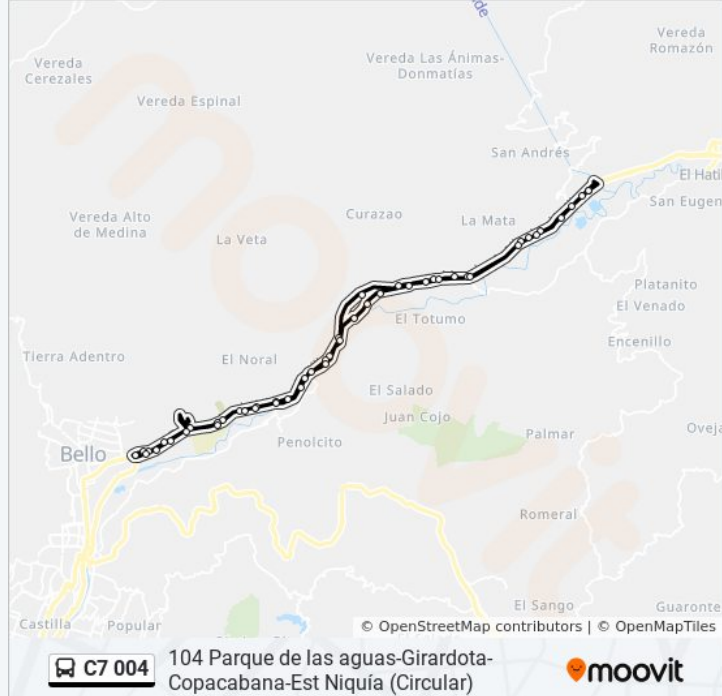 Vereda
Romazón
Vereda Las Ánimas-
Donmatías
Vereda
Cerezales
Vereda Espinal
San Andrés
El Hatil
San Eugen
Vereda Alto
de Medina
Curazao
La Mata
La Veta
Platanito
El Venado
El Totumo
Encenillo
Tierra Adentro
El Noral
El Salado
Juan Cojo
Oveja
Palmar
Penolcito
Bello
Romeral
El Sango
Guaronte
Castilla
Popular
© OpenStreetMap contributors | © OpenMapTiles
C7 004
104 Parque de las aguas-Girardota-
Copacabana-Est Niquía (Circular)
moovit